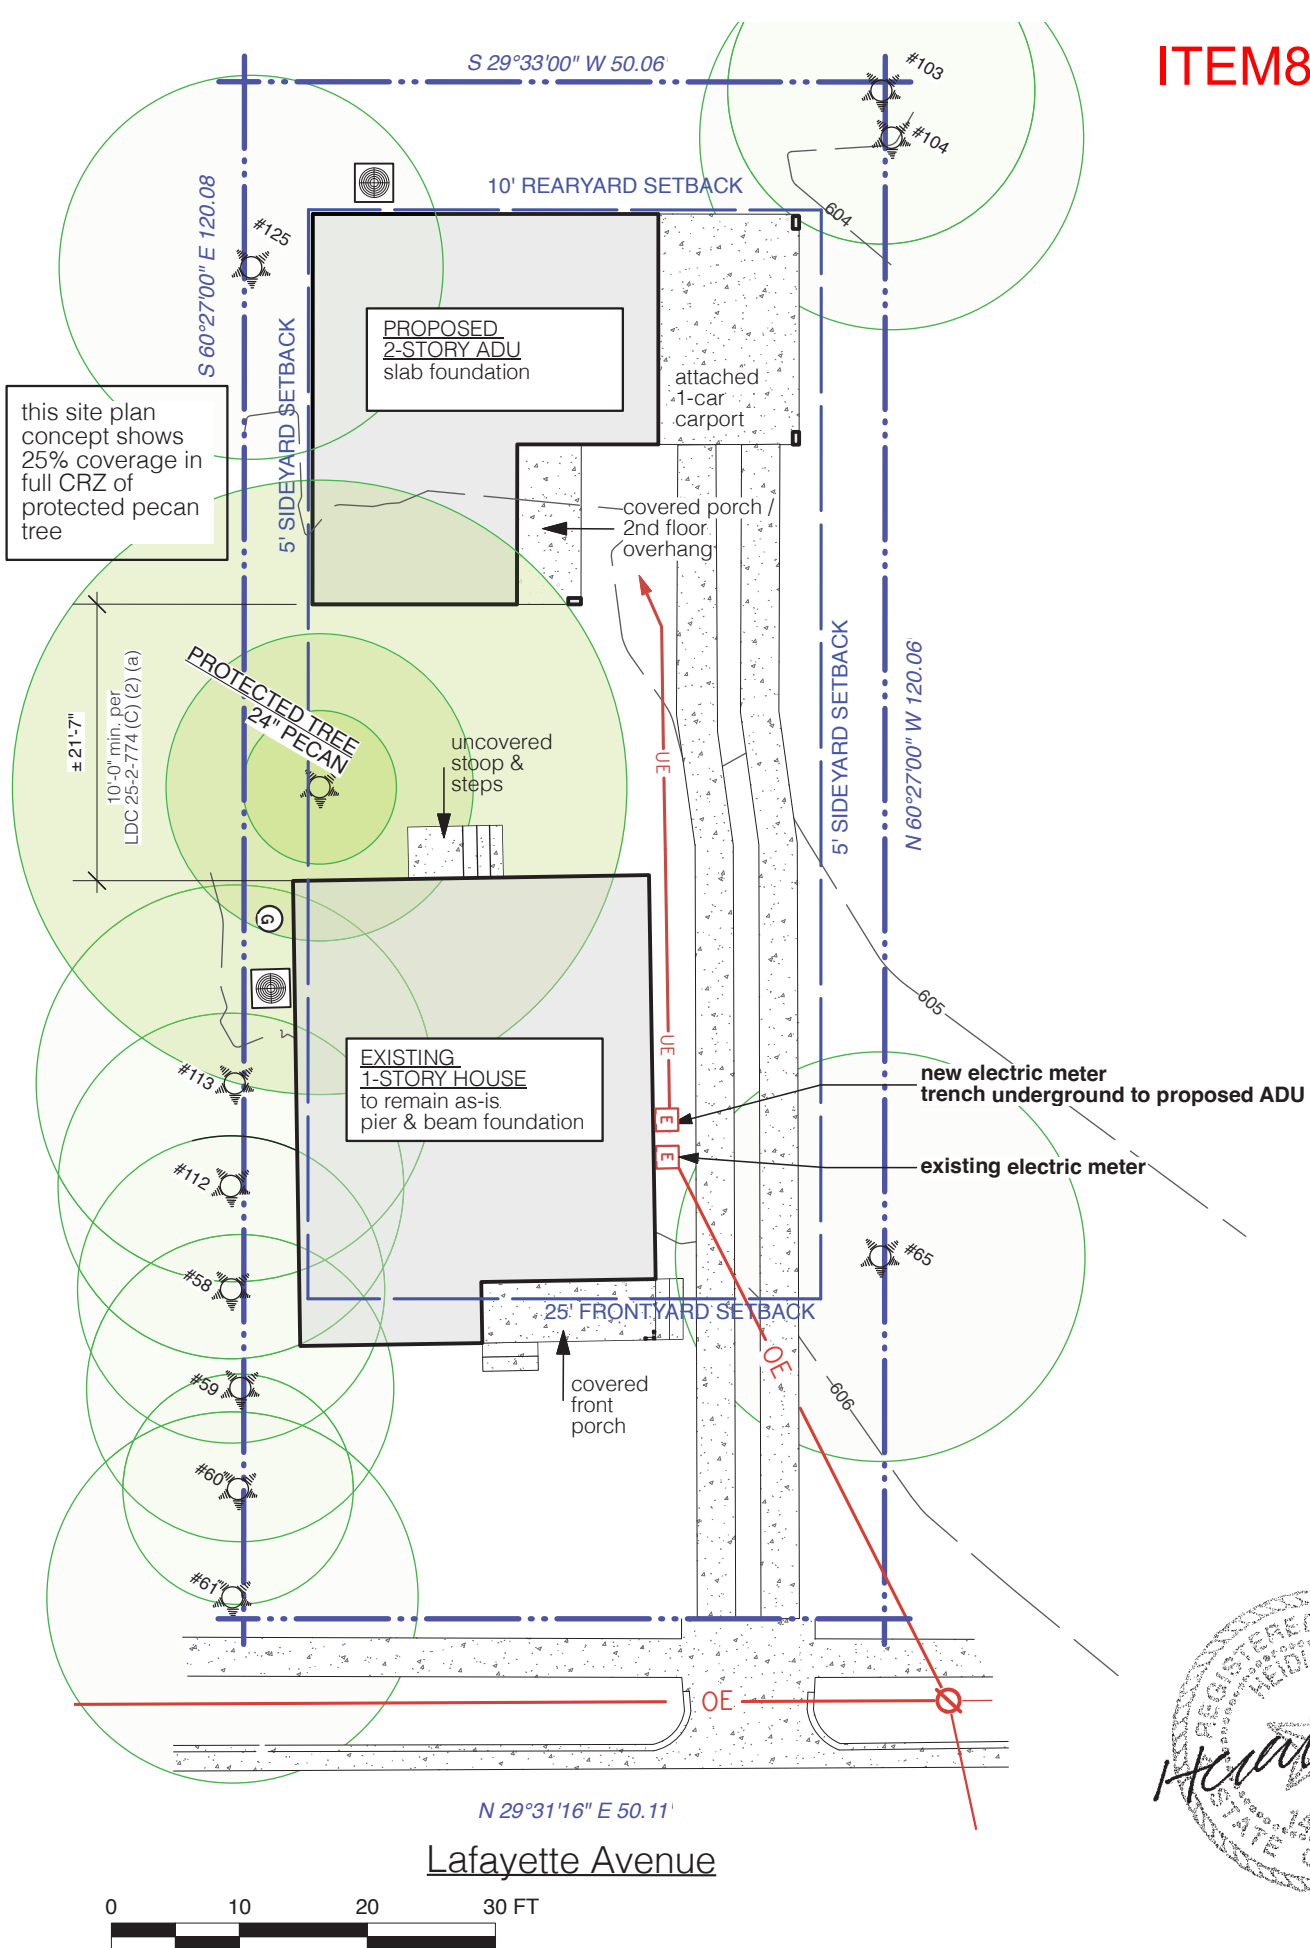 ITEM8
S 29°33'00" W 50.06'
#103
#104
10' REARYARD SETBACK
604
#125
S 60°27'00" E 120.08
5' SIDEYARD SETBACK
PROPOSED
2-STORY ADU
slab foundation
attached
1-car
carport
this site plan
concept shows
25% coverage in
full CRZ of
protected pecan
tree
covered porch /
2nd floor
overhang
± 21'-7"
10'-0" min. per
LDC 25-2-774 (C) (2) (a)
PROTECTED TREE
24" PECAN
uncovered
stoop &
steps
UE
5' SIDEYARD SETBACK
N 60°27'00" W 120.06'
G
605
UE
EXISTING
1-STORY HOUSE
to remain as-is.
pier & beam foundation
#113
new electric meter
trench underground to proposed ADU
E
E
existing electric meter
#112
#65
#58
25' FRONTYARD SETBACK
OE
#59
covered
front
porch
606
#60
#61
OE
REGISTERED
HEIDI
STATE O
N 29°31'16" E 50.11'
Lafayette Avenue
0 10 20 30 FT